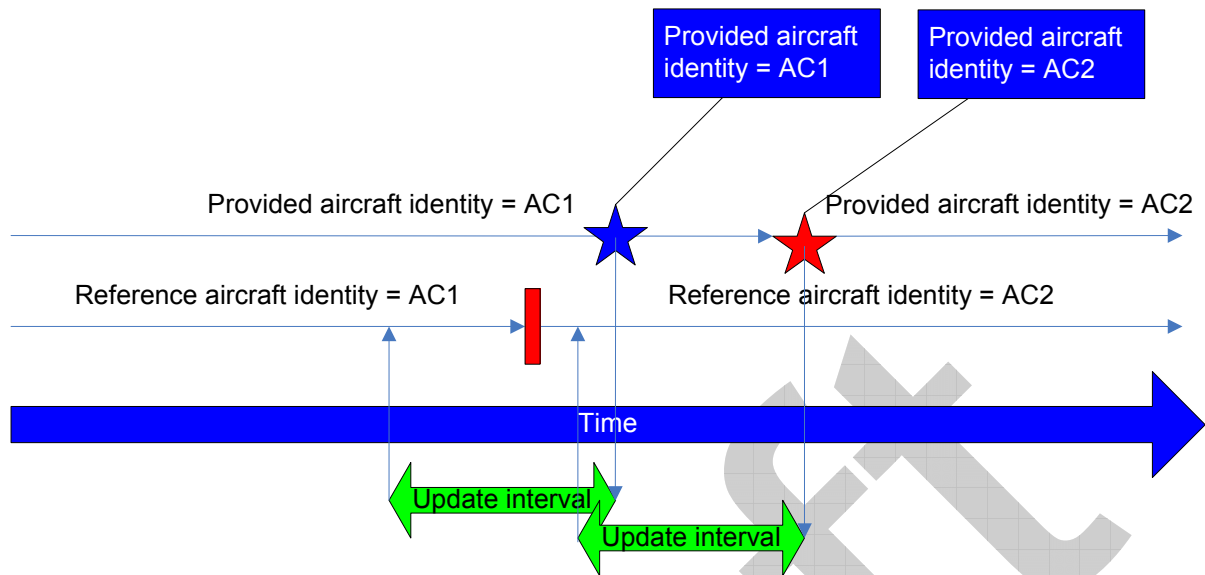 Provided aircraft
identity = AC1
Provided aircraft
identity = AC2
Provided aircraft identity = AC1
Provided aircraft identity = AC2
Reference aircraft identity = AC1
Reference aircraft identity = AC2
Time
Update interval
Update interval
ft